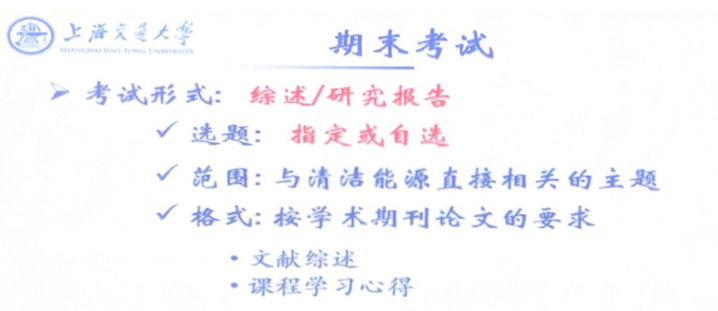 上海交通大学
SHANGHAI JIAO TONG UNIVERSITY
期末考试
➢ 考试形式: 综述/研究报告
✓ 选题: 指定或自选
✓ 范围: 与清洁能源直接相关的主题
✓ 格式: 按学术期刊论文的要求
• 文献综述
• 课程学习心得